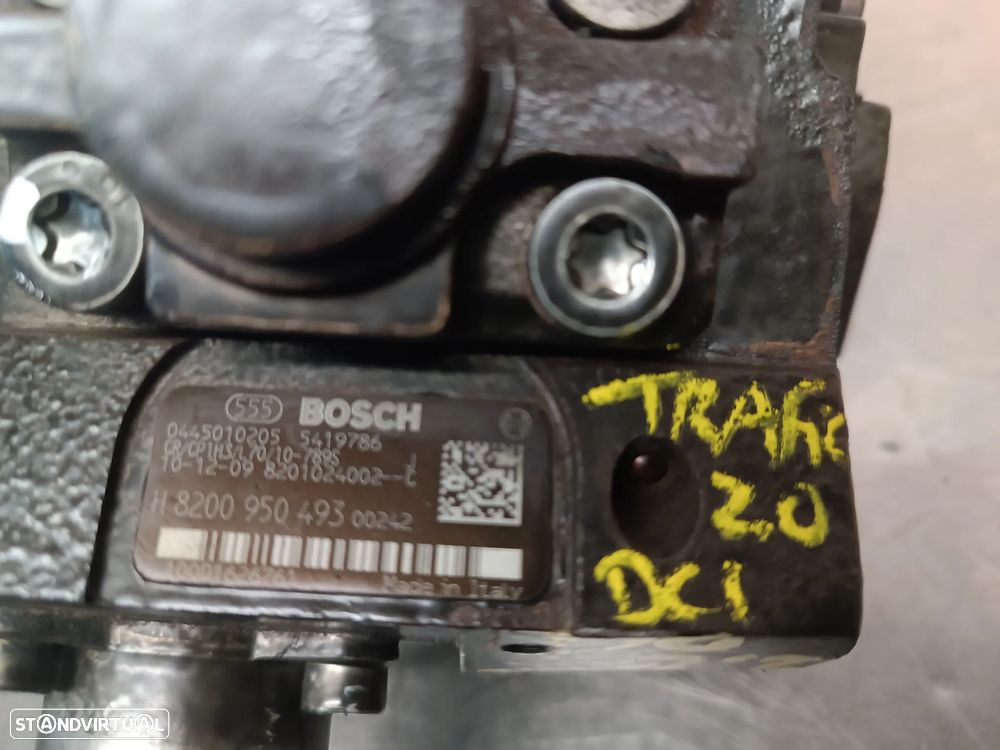 555 BOSCH
0445010205 5419786
CR/CP1H3/L70/10-789S
10-12-09 8201024002--C
H 8200 950 493 00242
Made in Italy
TRAFIC
2.0
DCI
STANDVIRTUAL